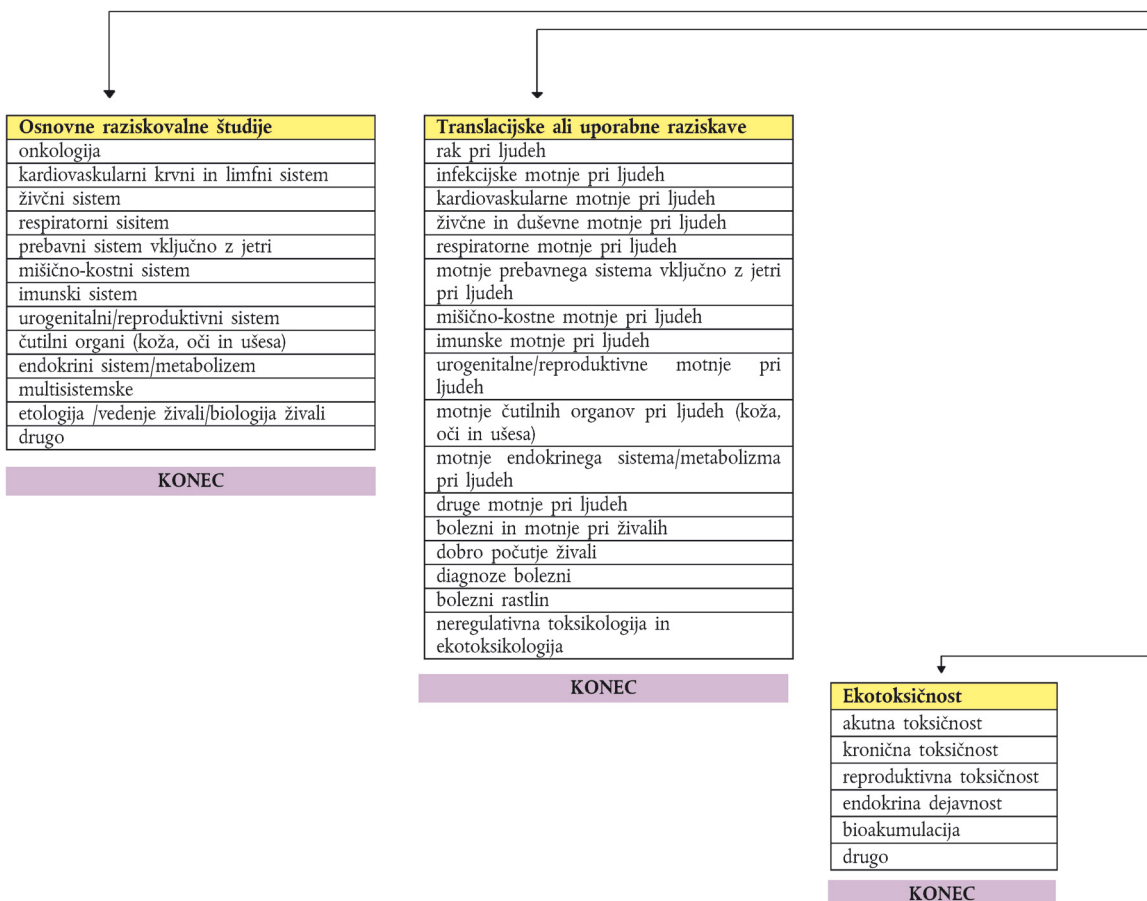 Osnovne raziskovalne študije
onkologija
kardiovaskularni krvni in limfni sistem
živčni sistem
respiratorni sisitem
prebavni sistem vključno z jetri
mišično-kostni sistem
imunski sistem
urogenitalni/reproduktivni sistem
čutilni organi (koža, oči in ušesa)
endokrini sistem/metabolizem
multisistemske
etologija /vedenje živali/biologija živali
drugo
KONEC
Translacijske ali uporabne raziskave
rak pri ljudeh
infekcijske motnje pri ljudeh
kardiovaskularne motnje pri ljudeh
živčne in duševne motnje pri ljudeh
respiratorne motnje pri ljudeh
motnje prebavnega sistema vključno z jetri
pri ljudeh
mišično-kostne motnje pri ljudeh
imunske motnje pri ljudeh
urogenitalne/reproduktivne motnje pri
ljudeh
motnje čutilnih organov pri ljudeh (koža,
oči in ušesa)
motnje endokrinega sistema/metabolizma
pri ljudeh
druge motnje pri ljudeh
bolezni in motnje pri živalih
dobro počutje živali
diagnoze bolezni
bolezni rastlin
neregulativna toksikologija in
ekotoksikologija
KONEC
Ekotoksičnost
akutna toksičnost
kronična toksičnost
reproduktivna toksičnost
endokrina dejavnost
bioakumulacija
drugo
KONEC